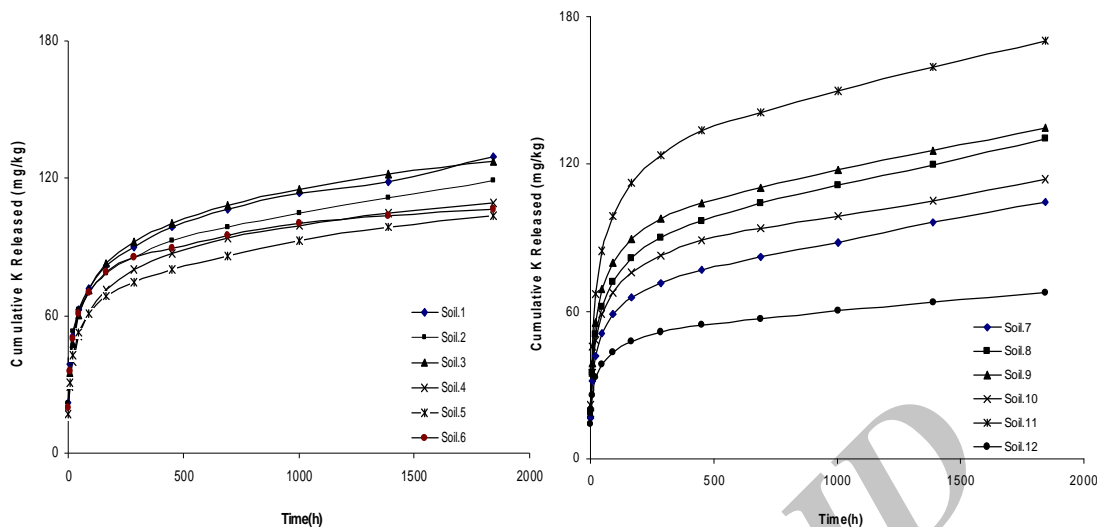 180
120
60
0
0
500
1000
1500
2000
Cumulative K Released (mg/kg)
Time(h)
Soil.1
Soil.2
Soil.3
Soil.4
Soil.5
Soil.6
180
120
60
0
0
500
1000
1500
2000
Cumulative K Released (mg/kg)
Time(h)
Soil.7
Soil.8
Soil.9
Soil.10
Soil.11
Soil.12